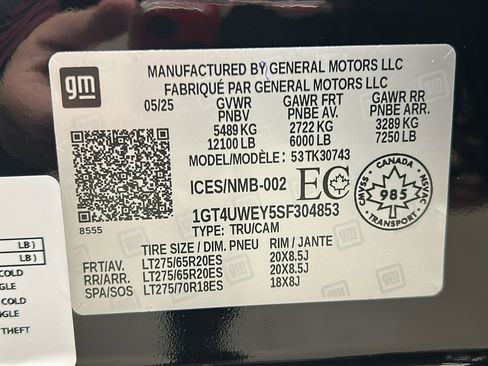 gm
MANUFACTURED BY GENERAL MOTORS LLC
FABRIQUÉ PAR GENERAL MOTORS LLC
05/25 GVWR GAWR FRT GAWR RR
PNBV PNBE AV. PNBE ARR.
5489 KG 2722 KG 3289 KG
12100 LB 6000 LB 7250 LB
MODEL/MODÈLE: 53TK30743
ICES/NMB-002 EC
CANADA
985
TRANSPORT
NSVAC
8555
1GT4UWEY5SF304853
TYPE: TRU/CAM
TIRE SIZE / DIM. PNEU RIM / JANTE
FRT/AV. LT275/65R20ES 20X8.5J
RR/ARR. LT275/65R20ES 20X8.5J
SPA/SOS LT275/70R18ES 18X8J
LB)
LB)
COLD
GLE
COLD
GLE
THEFT